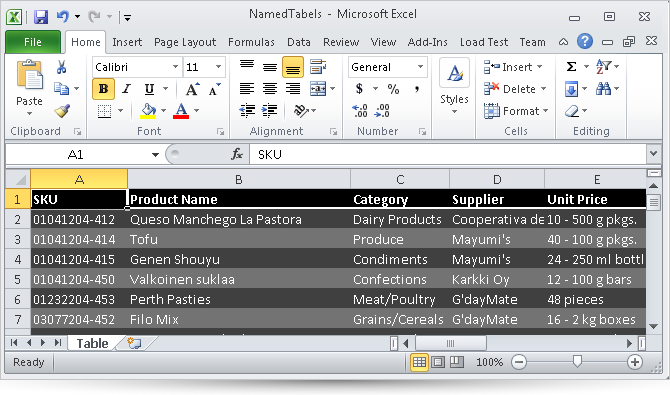 NamedTabels - Microsoft Excel
File Home Insert Page Layout Formulas Data Review View Add-Ins Load Test Team
Calibri 11 General Insert Σ
Paste B I U A $ % , Styles Delete
A Format
Clipboard Font Alignment Number Cells Editing
A1 fx SKU
A B C D E
1 SKU Product Name Category Supplier Unit Price
2 01041204-412 Queso Manchego La Pastora Dairy Products Cooperativa de 10 - 500 g pkgs.
3 01041204-414 Tofu Produce Mayumi's 40 - 100 g pkgs.
4 01041204-415 Genen Shouyu Condiments Mayumi's 24 - 250 ml bottl
5 01041204-450 Valkoinen suklaa Confections Karkki Oy 12 - 100 g bars
6 01232204-453 Perth Pasties Meat/Poultry G'dayMate 48 pieces
7 03077204-452 Filo Mix Grains/Cereals G'dayMate 16 - 2 kg boxes
Table
Ready 100%